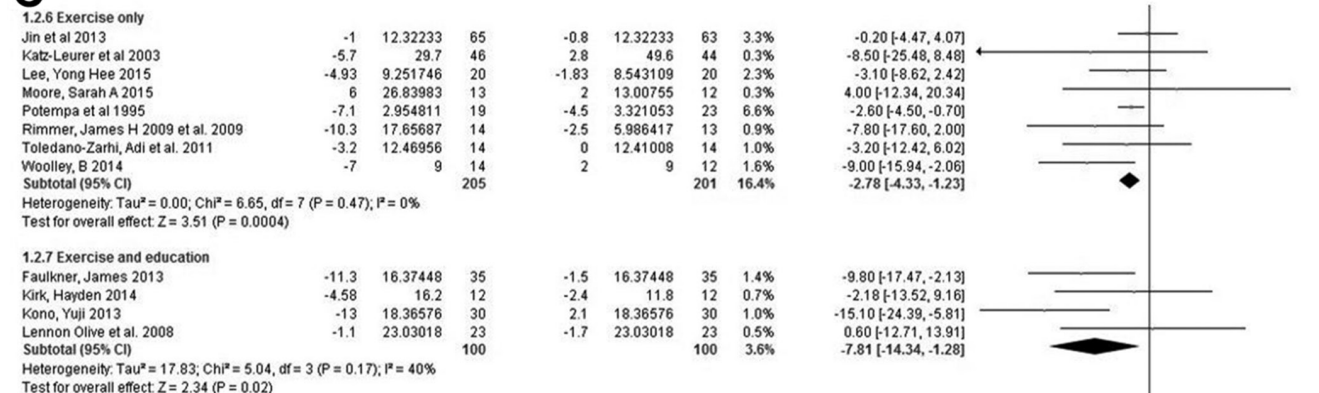 1.2.6 Exercise only
Jin et al 2013 -1 12.32233 65 -0.8 12.32233 63 3.3% -0.20 [-4.47, 4.07]
Katz-Leurer et al 2003 -5.7 29.7 46 2.8 49.6 44 0.3% -8.50 [-25.48, 8.48]
Lee, Yong Hee 2015 -4.93 9.251746 20 -1.83 8.543109 20 2.3% -3.10 [-8.62, 2.42]
Moore, Sarah A 2015 6 26.83983 13 2 13.00755 12 0.3% 4.00 [-12.34, 20.34]
Potempa et al 1995 -7.1 2.954811 19 -4.5 3.321053 23 6.6% -2.60 [-4.50, -0.70]
Rimmer, James H 2009 et al. 2009 -10.3 17.65687 14 -2.5 5.986417 13 0.9% -7.80 [-17.60, 2.00]
Toledano-Zarhi, Adi et al. 2011 -3.2 12.46956 14 0 12.41008 14 1.0% -3.20 [-12.42, 6.02]
Woolley, B 2014 -7 9 14 2 9 12 1.6% -9.00 [-15.94, -2.06]
Subtotal (95% CI) 205 201 16.4% -2.78 [-4.33, -1.23]
Heterogeneity: Tau² = 0.00; Chi² = 6.65, df = 7 (P = 0.47); I² = 0%
Test for overall effect: Z = 3.51 (P = 0.0004)
1.2.7 Exercise and education
Faulkner, James 2013 -11.3 16.37448 35 -1.5 16.37448 35 1.4% -9.80 [-17.47, -2.13]
Kirk, Hayden 2014 -4.58 16.2 12 -2.4 11.8 12 0.7% -2.18 [-13.52, 9.16]
Kono, Yuji 2013 -13 18.36576 30 2.1 18.36576 30 1.0% -15.10 [-24.39, -5.81]
Lennon Olive et al. 2008 -1.1 23.03018 23 -1.7 23.03018 23 0.5% 0.60 [-12.71, 13.91]
Subtotal (95% CI) 100 100 3.6% -7.81 [-14.34, -1.28]
Heterogeneity: Tau² = 17.83; Chi² = 5.04, df = 3 (P = 0.17); I² = 40%
Test for overall effect: Z = 2.34 (P = 0.02)